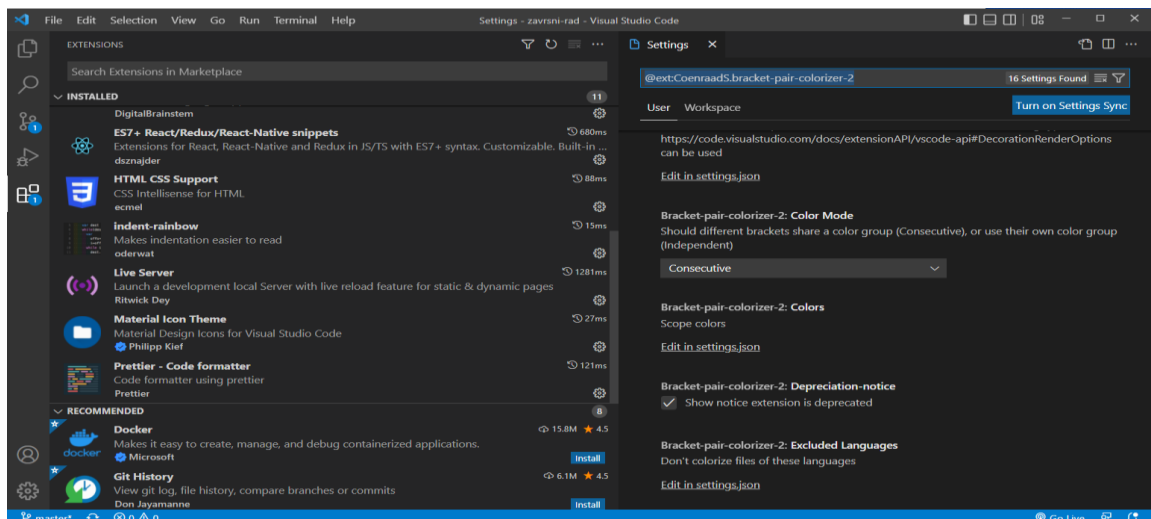 File Edit Selection View Go Run Terminal Help
Settings - zavrsni-rad - Visual Studio Code
EXTENSIONS
Search Extensions in Marketplace
INSTALLED
11
DigitalBrainstem
ES7+ React/Redux/React-Native snippets
680ms
Extensions for React, React-Native and Redux in JS/TS with ES7+ syntax. Customizable. Built-in ...
dsznajder
HTML CSS Support
88ms
CSS Intellisense for HTML
ecmel
indent-rainbow
15ms
Makes indentation easier to read
oderwat
Live Server
1281ms
Launch a development local Server with live reload feature for static & dynamic pages
Ritwick Dey
Material Icon Theme
27ms
Material Design Icons for Visual Studio Code
Philipp Kief
Prettier - Code formatter
121ms
Code formatter using prettier
Prettier
RECOMMENDED
8
Docker
15.8M 4.5
Makes it easy to create, manage, and debug containerized applications.
docker
Microsoft
Install
Git History
6.1M 4.5
View git log, file history, compare branches or commits
Don Jayamanne
Install
1
1
Settings
@ext:CoenraadS.bracket-pair-colorizer-2
16 Settings Found
User Workspace
Turn on Settings Sync
https://code.visualstudio.com/docs/extensionAPI/vscode-api#DecorationRenderOptions
can be used
Edit in settings.json
Bracket-pair-colorizer-2: Color Mode
Should different brackets share a color group (Consecutive), or use their own color group
(Independent)
Consecutive
Bracket-pair-colorizer-2: Colors
Scope colors
Edit in settings.json
Bracket-pair-colorizer-2: Depreciation-notice
Show notice extension is deprecated
Bracket-pair-colorizer-2: Excluded Languages
Don't colorize files of these languages
Edit in settings.json
master* 0 0
Go Live